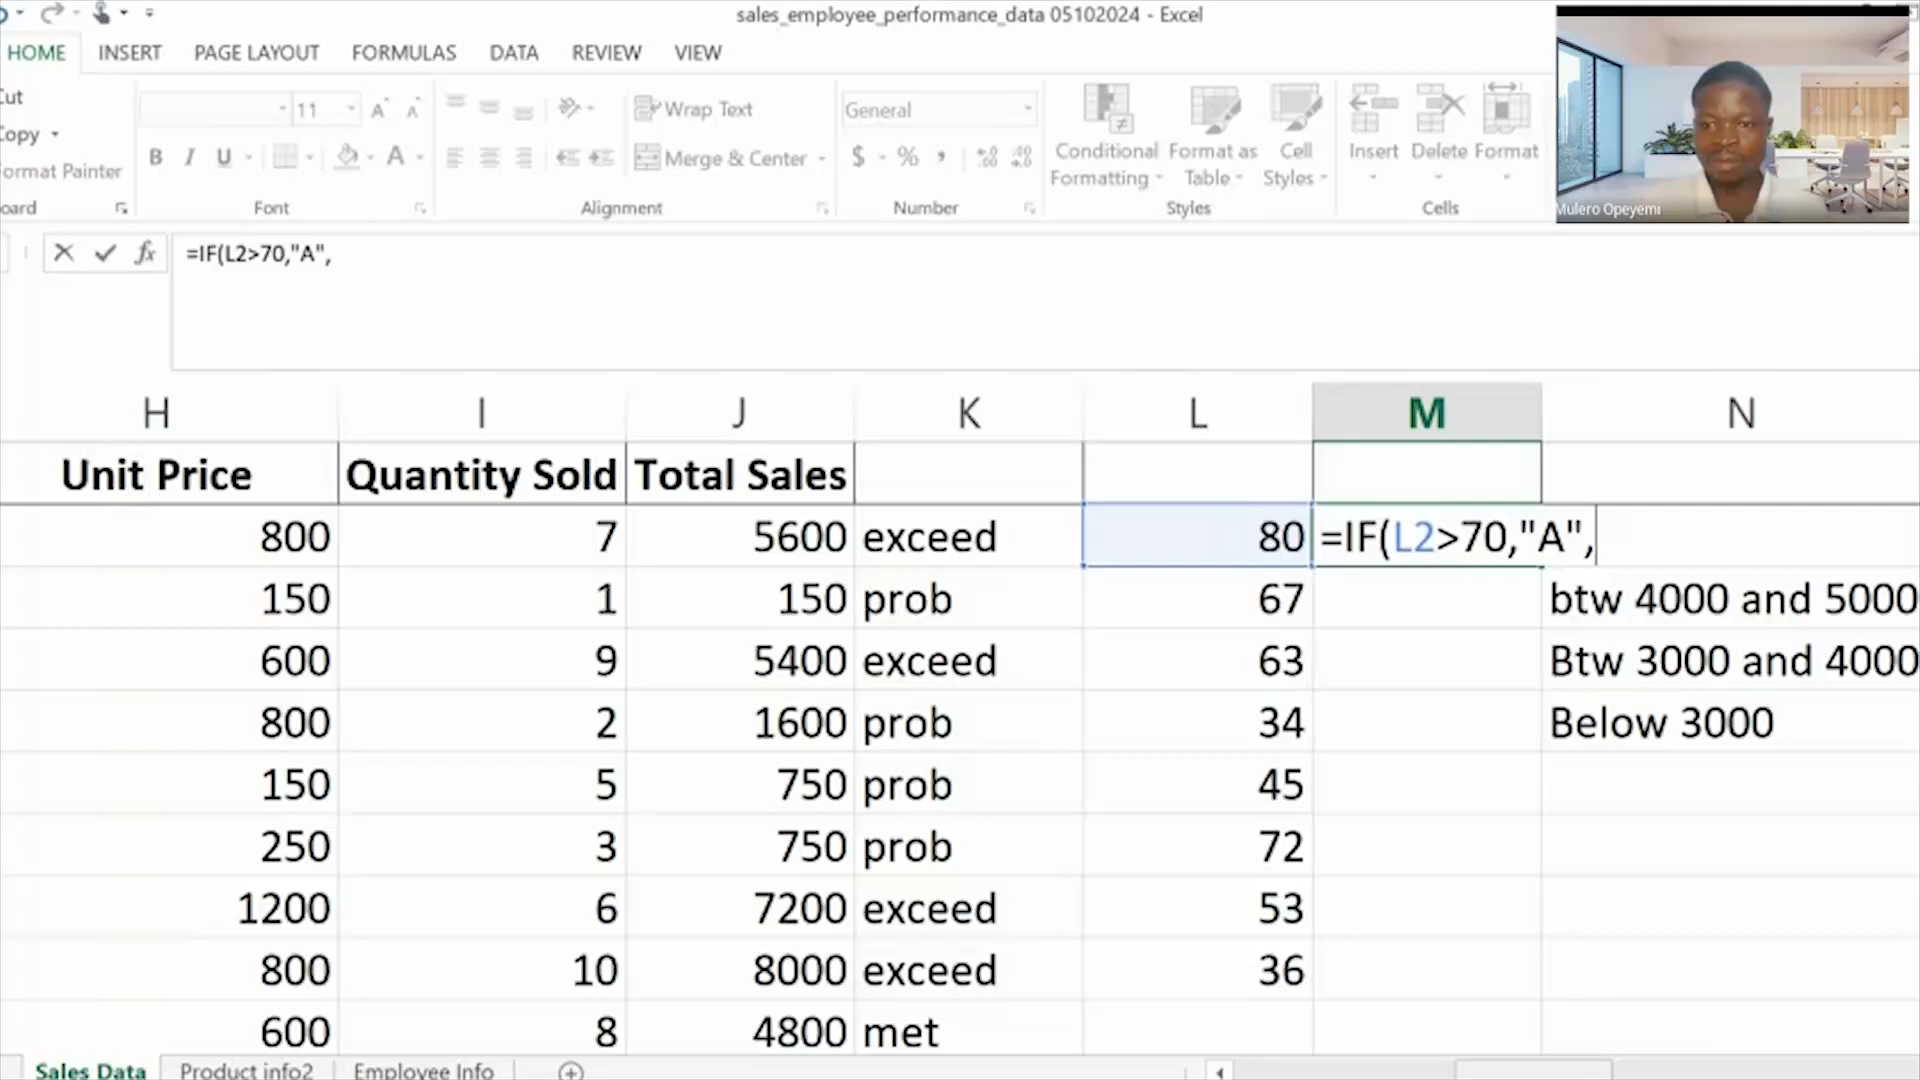 sales_employee_performance_data 05102024 - Excel
HOME INSERT PAGE LAYOUT FORMULAS DATA REVIEW VIEW
Cut
Copy
Format Painter
11 A A
Wrap Text
General
B I U A
Merge & Center
$ % ,
Conditional Formatting
Format as Table
Cell Styles
Insert Delete Format
Font Alignment Number Styles Cells
Mulero Opeyemi
fx =IF(L2>70,"A",
H I J K L M N
Unit Price Quantity Sold Total Sales
800 7 5600 exceed 80 =IF(L2>70,"A",
150 1 150 prob 67 btw 4000 and 5000
600 9 5400 exceed 63 Btw 3000 and 4000
800 2 1600 prob 34 Below 3000
150 5 750 prob 45
250 3 750 prob 72
1200 6 7200 exceed 53
800 10 8000 exceed 36
600 8 4800 met
Sales Data Product info2 Employee Info